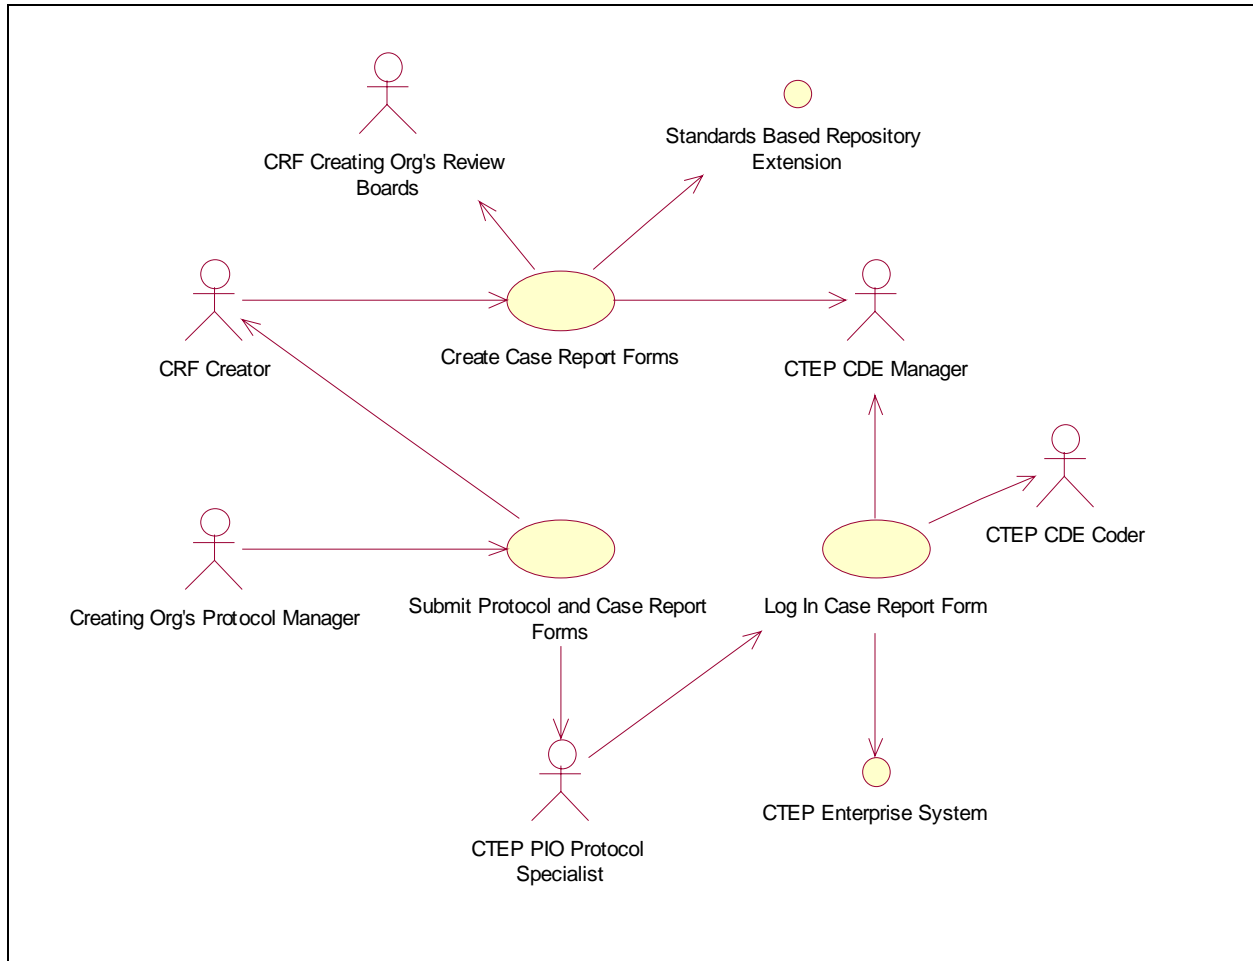 CRF Creating Org's Review
Boards
Standards Based Repository
Extension
CRF Creator
Create Case Report Forms
CTEP CDE Manager
CTEP CDE Coder
Creating Org's Protocol Manager
Submit Protocol and Case Report
Forms
Log In Case Report Form
CTEP PIO Protocol
Specialist
CTEP Enterprise System